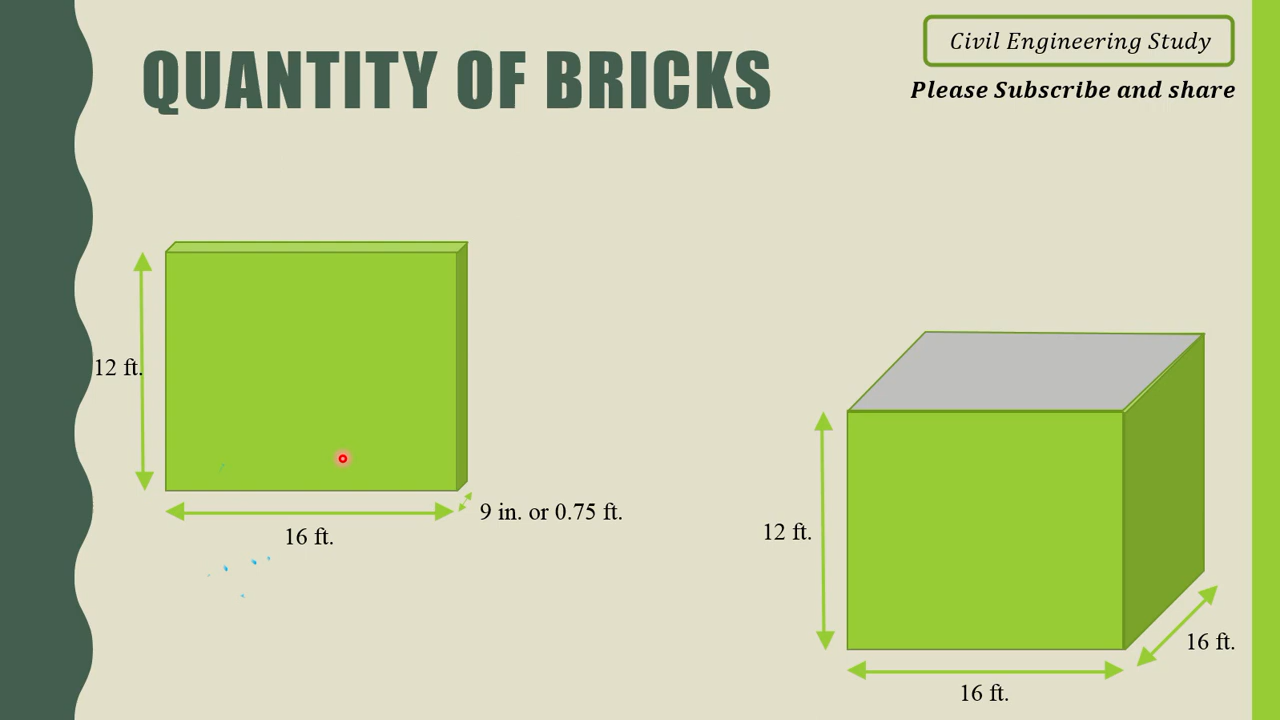 QUANTITY OF BRICKS
Civil Engineering Study
Please Subscribe and share
12 ft.
9 in. or 0.75 ft.
16 ft.
12 ft.
16 ft.
16 ft.